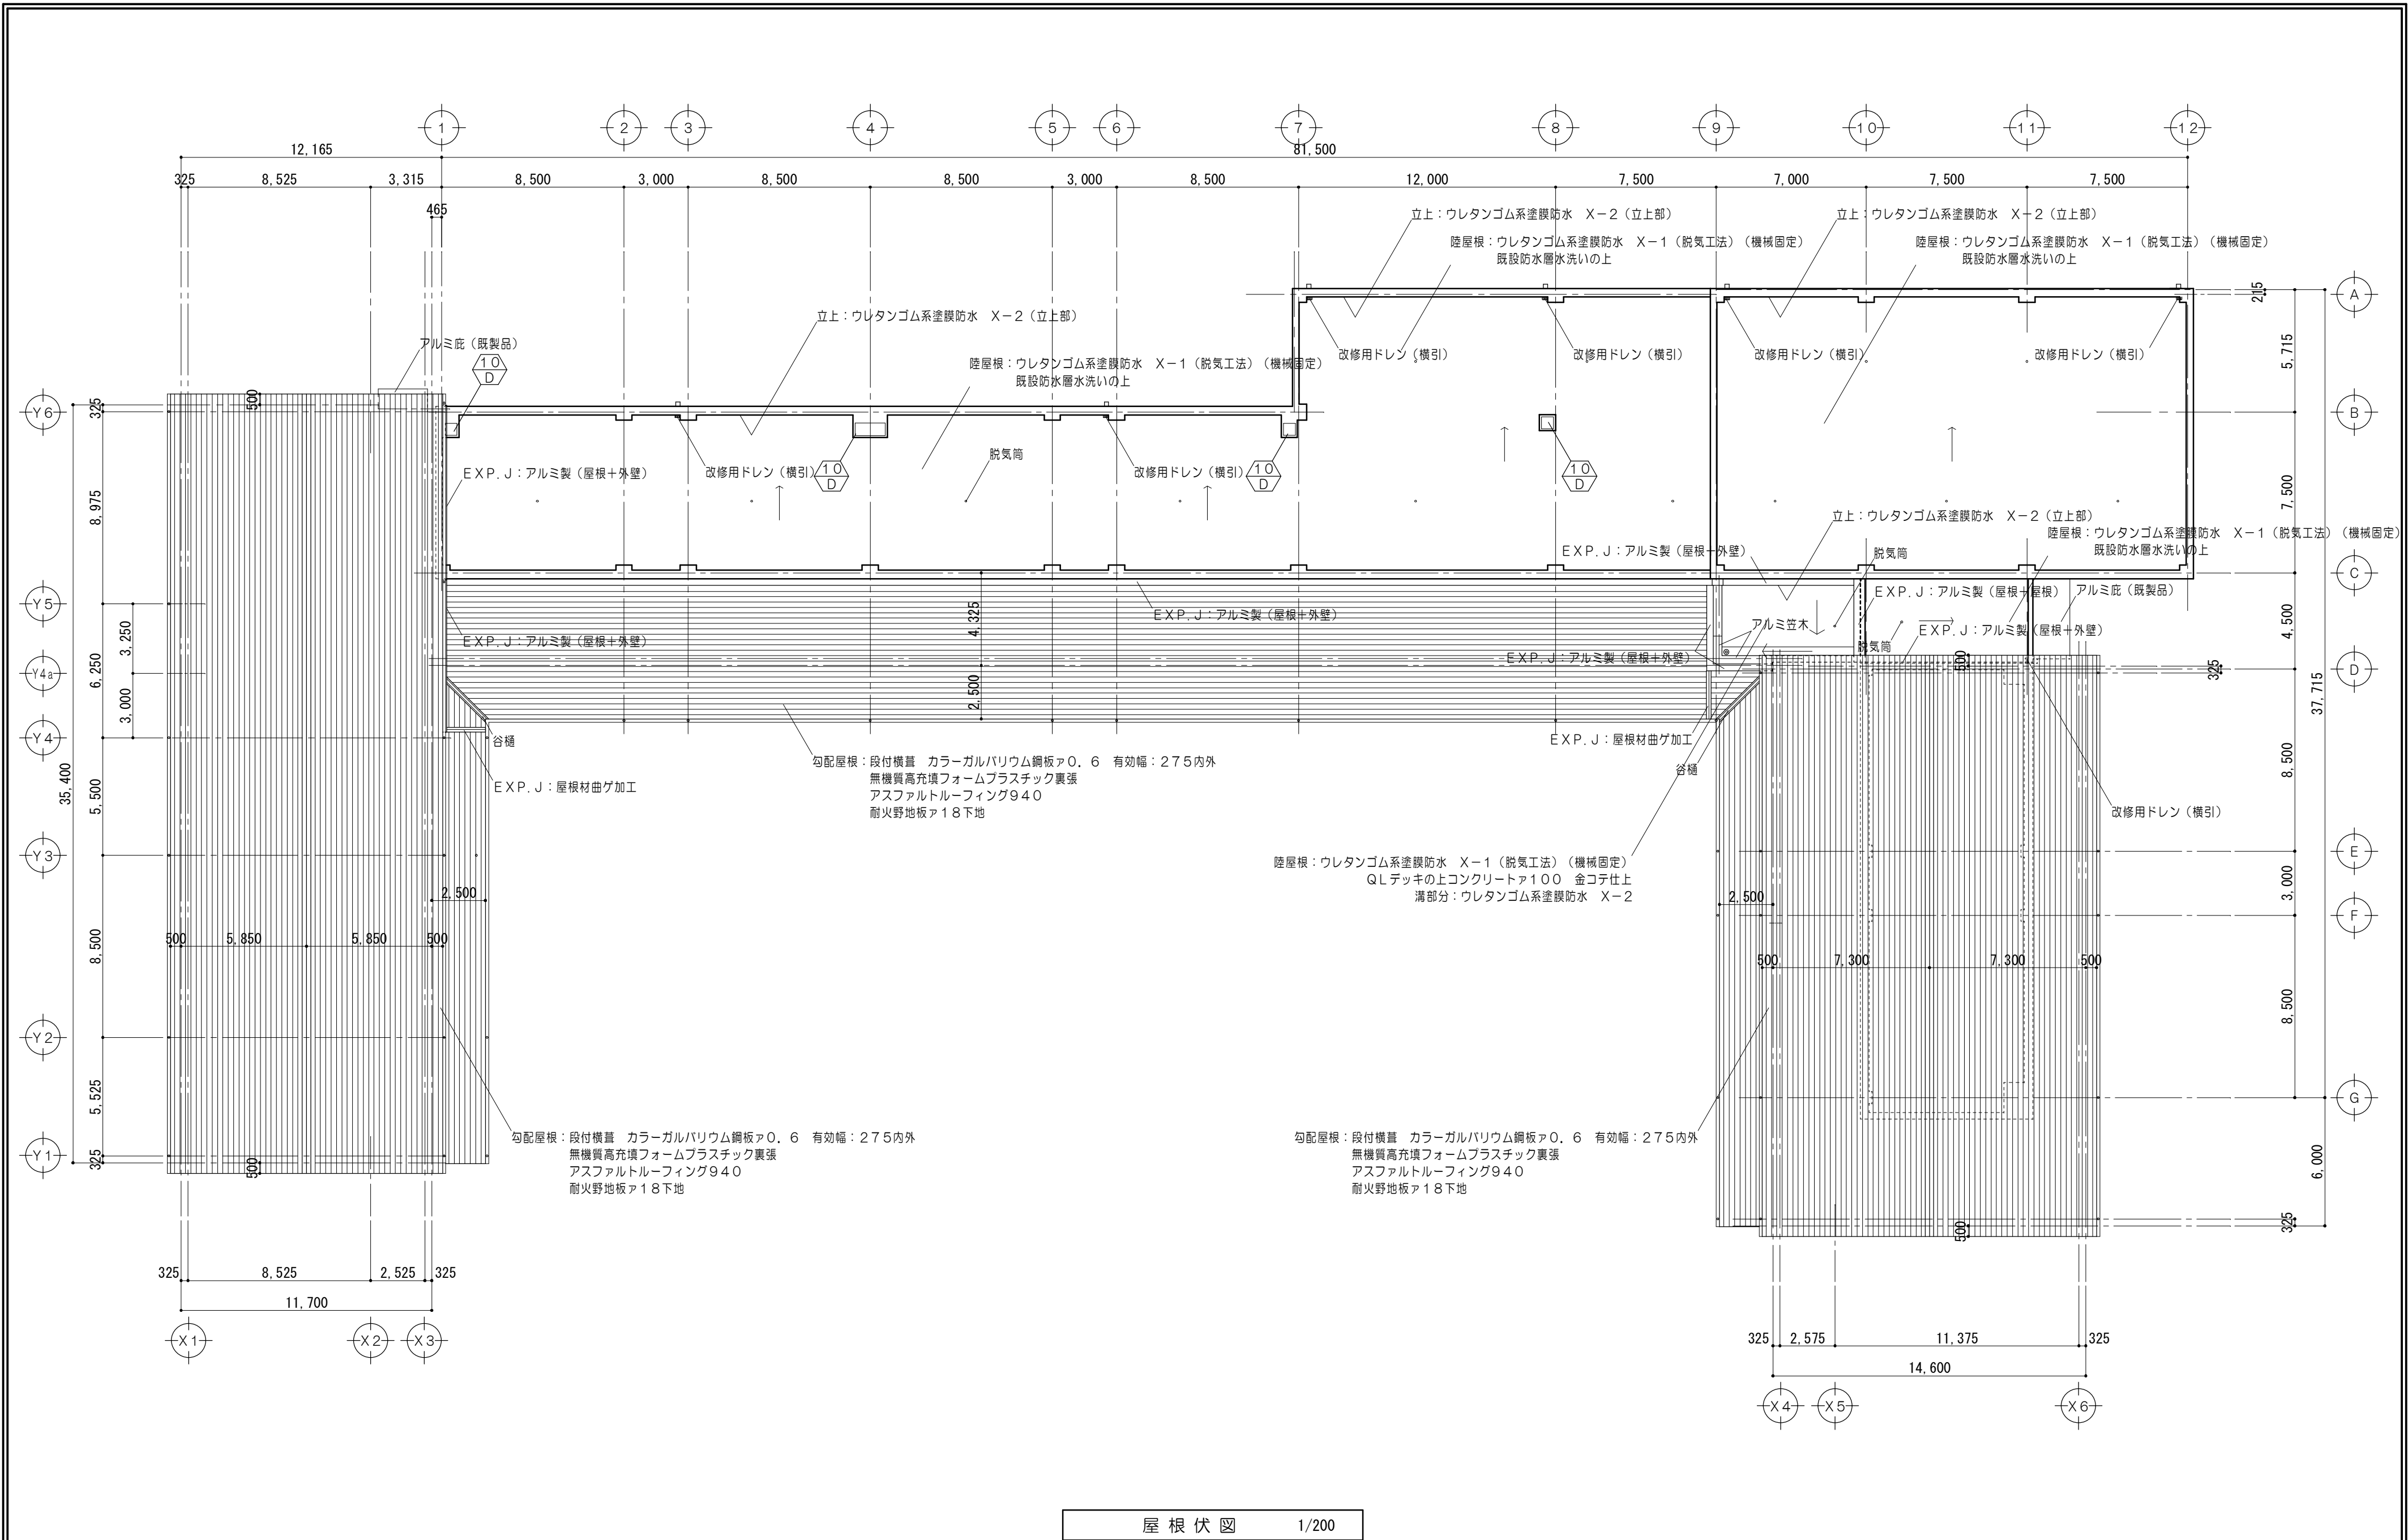 1
2
3
4
5
6
7
8
9
10
11
12
12,165
81,500
325
8,525
3,315
8,500
3,000
8,500
8,500
3,000
8,500
12,000
7,500
7,000
7,500
7,500
465
立上：ウレタンゴム系塗膜防水　X－2（立上部）
陸屋根：ウレタンゴム系塗膜防水　X－1（脱気工法）（機械固定）
既設防水層水洗いの上
立上：ウレタンゴム系塗膜防水　X－2（立上部）
陸屋根：ウレタンゴム系塗膜防水　X－1（脱気工法）（機械固定）
既設防水層水洗いの上
立上：ウレタンゴム系塗膜防水　X－2（立上部）
陸屋根：ウレタンゴム系塗膜防水　X－1（脱気工法）（機械固定）
既設防水層水洗いの上
アルミ庇（既製品）
10
D
改修用ドレン（横引）
改修用ドレン（横引）
改修用ドレン（横引）
改修用ドレン（横引）
215
A
5,715
B
7,500
C
4,500
D
325
37,715
8,500
E
3,000
F
8,500
G
6,000
325
Y6
325
500
8,975
Y5
3,250
6,250
Y4a
3,000
Y4
35,400
5,500
Y3
8,500
Y2
5,525
Y1
325
500
EXP.J：アルミ製（屋根＋外壁）
改修用ドレン（横引）
10
D
脱気筒
改修用ドレン（横引）
10
D
10
D
立上：ウレタンゴム系塗膜防水　X－2（立上部）
陸屋根：ウレタンゴム系塗膜防水　X－1（脱気工法）（機械固定）
既設防水層水洗いの上
EXP.J：アルミ製（屋根＋外壁）
脱気筒
EXP.J：アルミ製（屋根＋屋根）
アルミ庇（既製品）
EXP.J：アルミ製（屋根＋外壁）
4,325
EXP.J：アルミ製（屋根＋外壁）
アルミ笠木
EXP.J：アルミ製（屋根＋外壁）
脱気筒
EXP.J：アルミ製（屋根＋外壁）
500
2,500
谷樋
EXP.J：屋根材曲ゲ加工
EXP.J：屋根材曲ゲ加工
谷樋
改修用ドレン（横引）
勾配屋根：段付横葺　カラーガルバリウム鋼板ァ0．6　有効幅：275内外
無機質高充填フォームプラスチック裏張
アスファルトルーフィング940
耐火野地板ァ18下地
陸屋根：ウレタンゴム系塗膜防水　X－1（脱気工法）（機械固定）
QLデッキの上コンクリートァ100　金コテ仕上
溝部分：ウレタンゴム系塗膜防水　X－2
2,500
2,500
500
5,850
5,850
500
500
7,300
7,300
500
勾配屋根：段付横葺　カラーガルバリウム鋼板ァ0．6　有効幅：275内外
無機質高充填フォームプラスチック裏張
アスファルトルーフィング940
耐火野地板ァ18下地
勾配屋根：段付横葺　カラーガルバリウム鋼板ァ0．6　有効幅：275内外
無機質高充填フォームプラスチック裏張
アスファルトルーフィング940
耐火野地板ァ18下地
500
325
8,525
2,525
325
11,700
X1
X2
X3
325
2,575
11,375
325
14,600
X4
X5
X6
屋根伏図　1/200